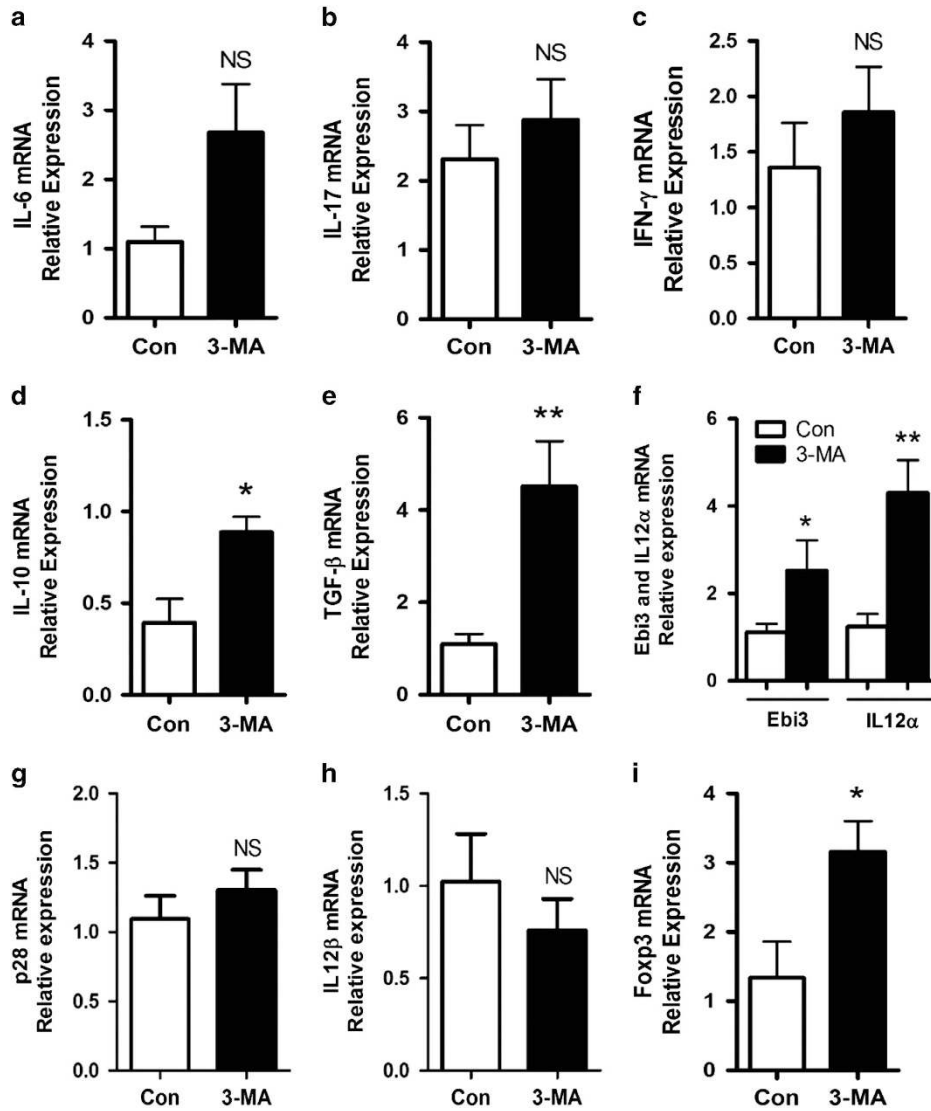 a
IL-6 mRNA
Relative Expression
4
3
2
1
0
NS
Con 3-MA
b
IL-17 mRNA
Relative Expression
4
3
2
1
0
NS
Con 3-MA
c
IFN-γ mRNA
Relative Expression
2.5
2.0
1.5
1.0
0.5
0.0
NS
Con 3-MA
d
IL-10 mRNA
Relative Expression
1.5
1.0
0.5
0.0
*
Con 3-MA
e
TGF-β mRNA
Relative Expression
6
4
2
0
**
Con 3-MA
f
Ebi3 and IL12α mRNA
Relative expression
6
4
2
0
Con
3-MA
*
**
Ebi3 IL12α
g
p28 mRNA
Relative expression
2.0
1.5
1.0
0.5
0.0
NS
Con 3-MA
h
IL12β mRNA
Relative expression
1.5
1.0
0.5
0.0
NS
Con 3-MA
i
Foxp3 mRNA
Relative Expression
4
3
2
1
0
*
Con 3-MA